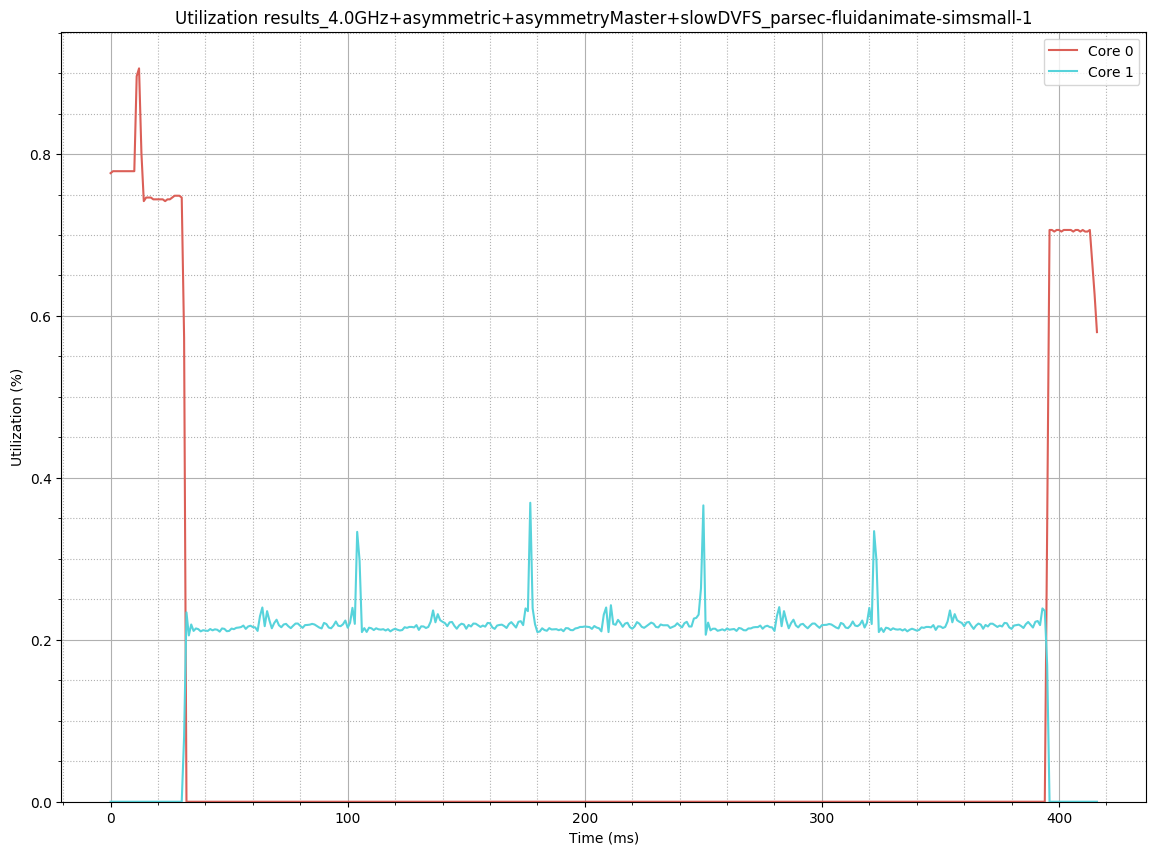 Utilization results_4.0GHz+asymmetric+asymmetryMaster+slowDVFS_parsec-fluidanimate-simsmall-1
Core 0
Core 1
Utilization (%)
0.8
0.6
0.4
0.2
0.0
0 100 200 300 400
Time (ms)